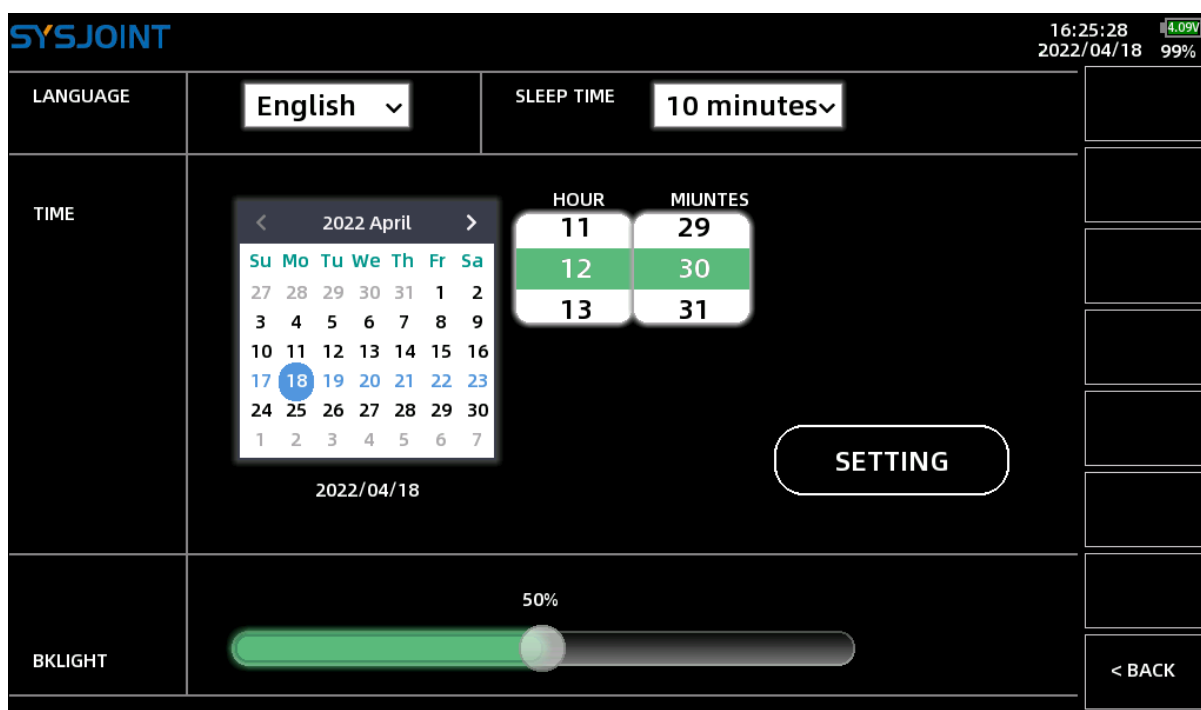 SYSJOINT
16:25:28
4.09V
2022/04/18 99%
LANGUAGE
English
SLEEP TIME
10 minutes
TIME
2022 April
Su Mo Tu We Th Fr Sa
27 28 29 30 31 1 2
3 4 5 6 7 8 9
10 11 12 13 14 15 16
17 18 19 20 21 22 23
24 25 26 27 28 29 30
1 2 3 4 5 6 7
2022/04/18
HOUR MIUNTES
11 29
12 30
13 31
SETTING
BKLIGHT
50%
< BACK